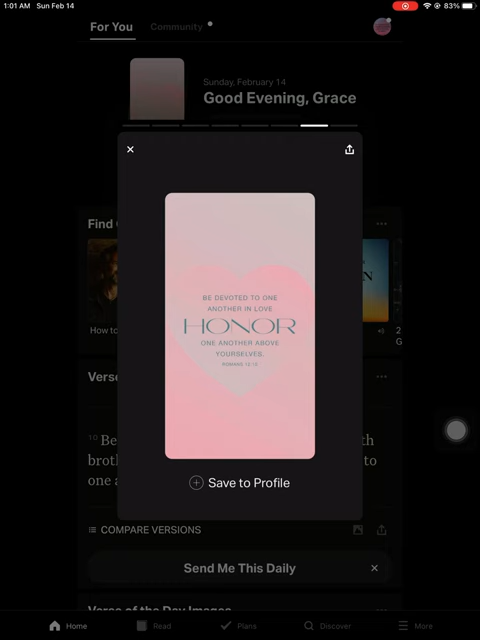 1:01 AM Sun Feb 14
83%
For You Community
Sunday, February 14
Good Evening, Grace
Find
BE DEVOTED TO ONE
ANOTHER IN LOVE
HONOR
ONE ANOTHER ABOVE
YOURSELVES.
ROMANS 12:10
How to
2
G
Verse
10 Be
th
broth
to
one a
Save to Profile
COMPARE VERSIONS
Send Me This Daily
Verse of the Day Images
Home Read Plans Discover More